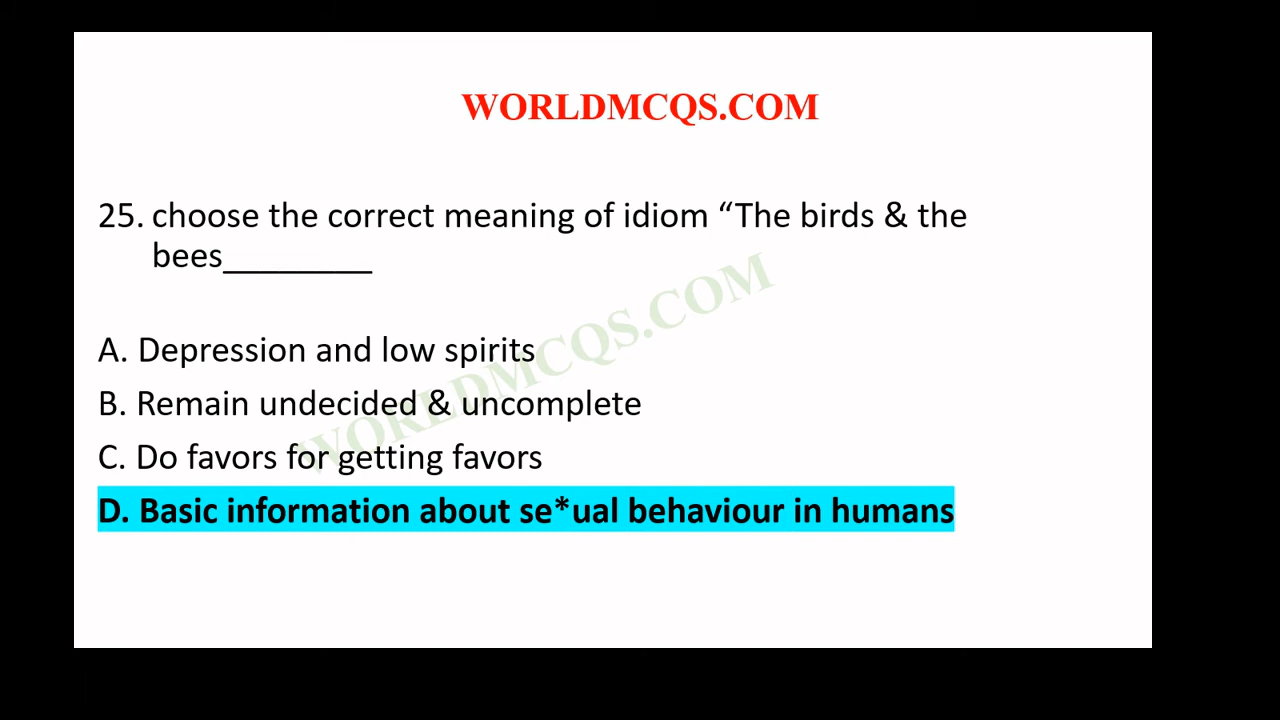 WORLDMCQS.COM
25. choose the correct meaning of idiom “The birds & the
bees________
WORLDMCQS.COM
A. Depression and low spirits
B. Remain undecided & uncomplete
C. Do favors for getting favors
D. Basic information about se*ual behaviour in humans